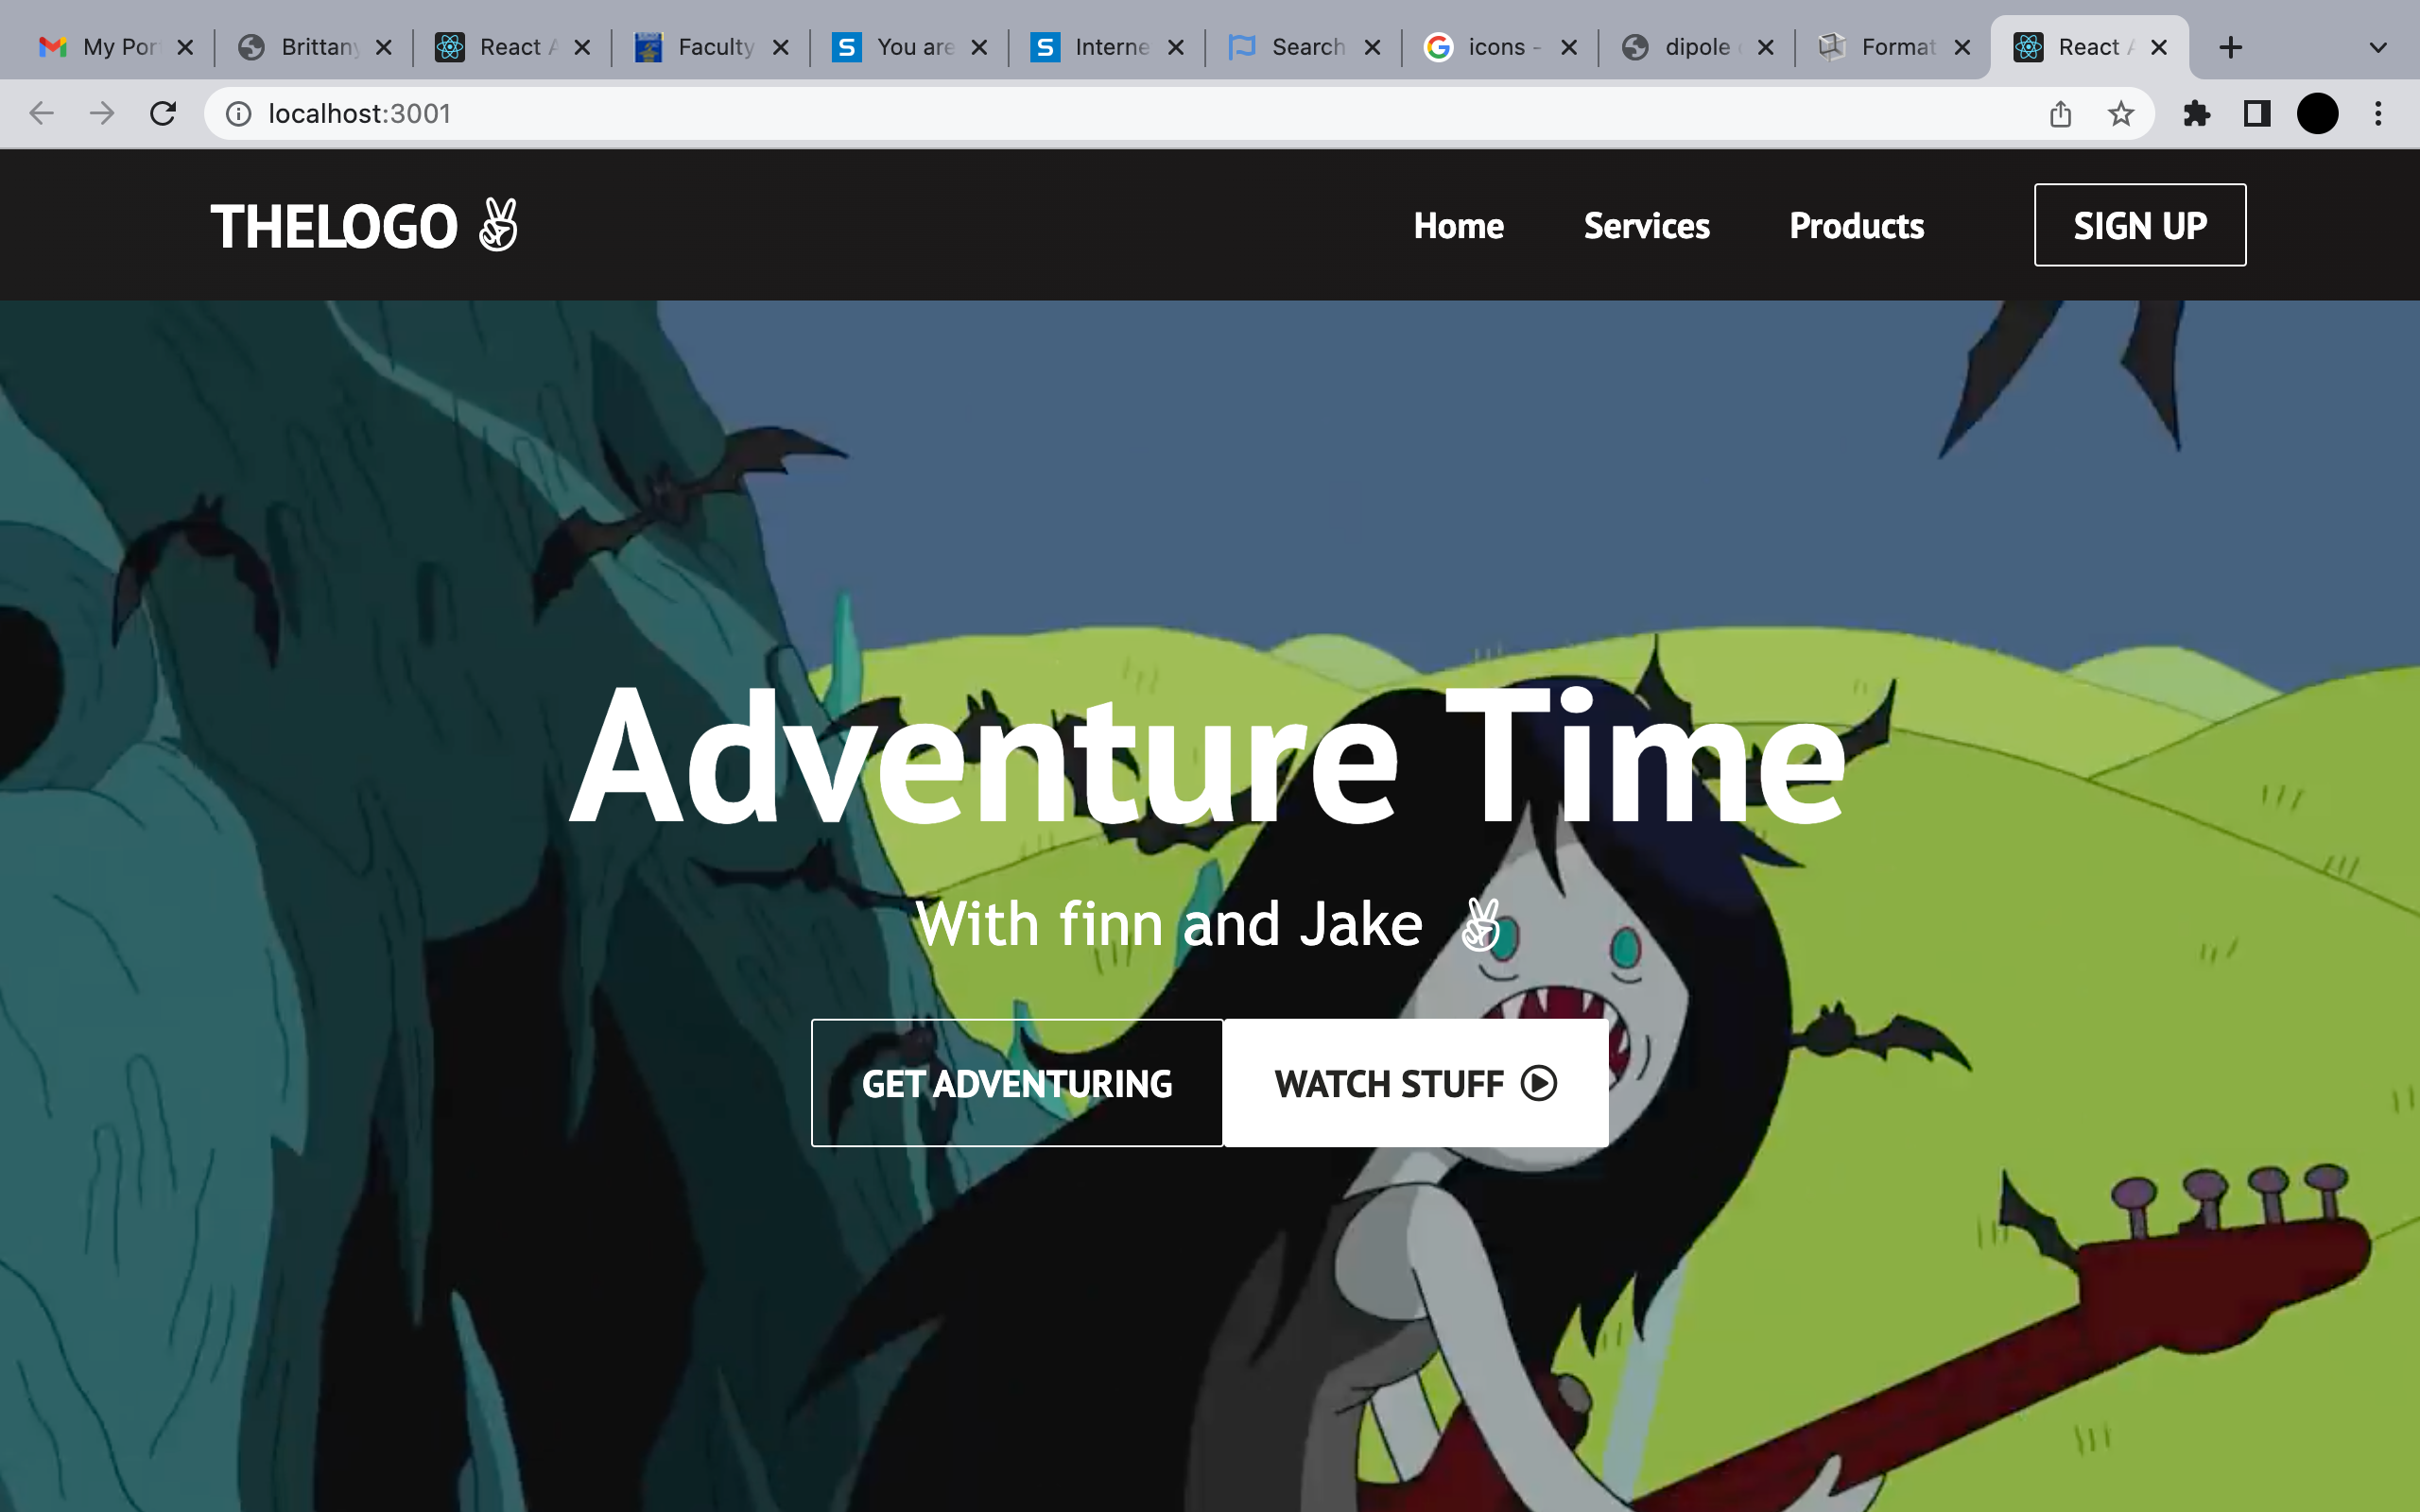 My Por
Brittany
React A
Faculty
You are
Interne
Search
icons -
dipole
Format
React A
localhost:3001
THELOGO
Home
Services
Products
SIGN UP
Adventure Time
With finn and Jake
GET ADVENTURING
WATCH STUFF